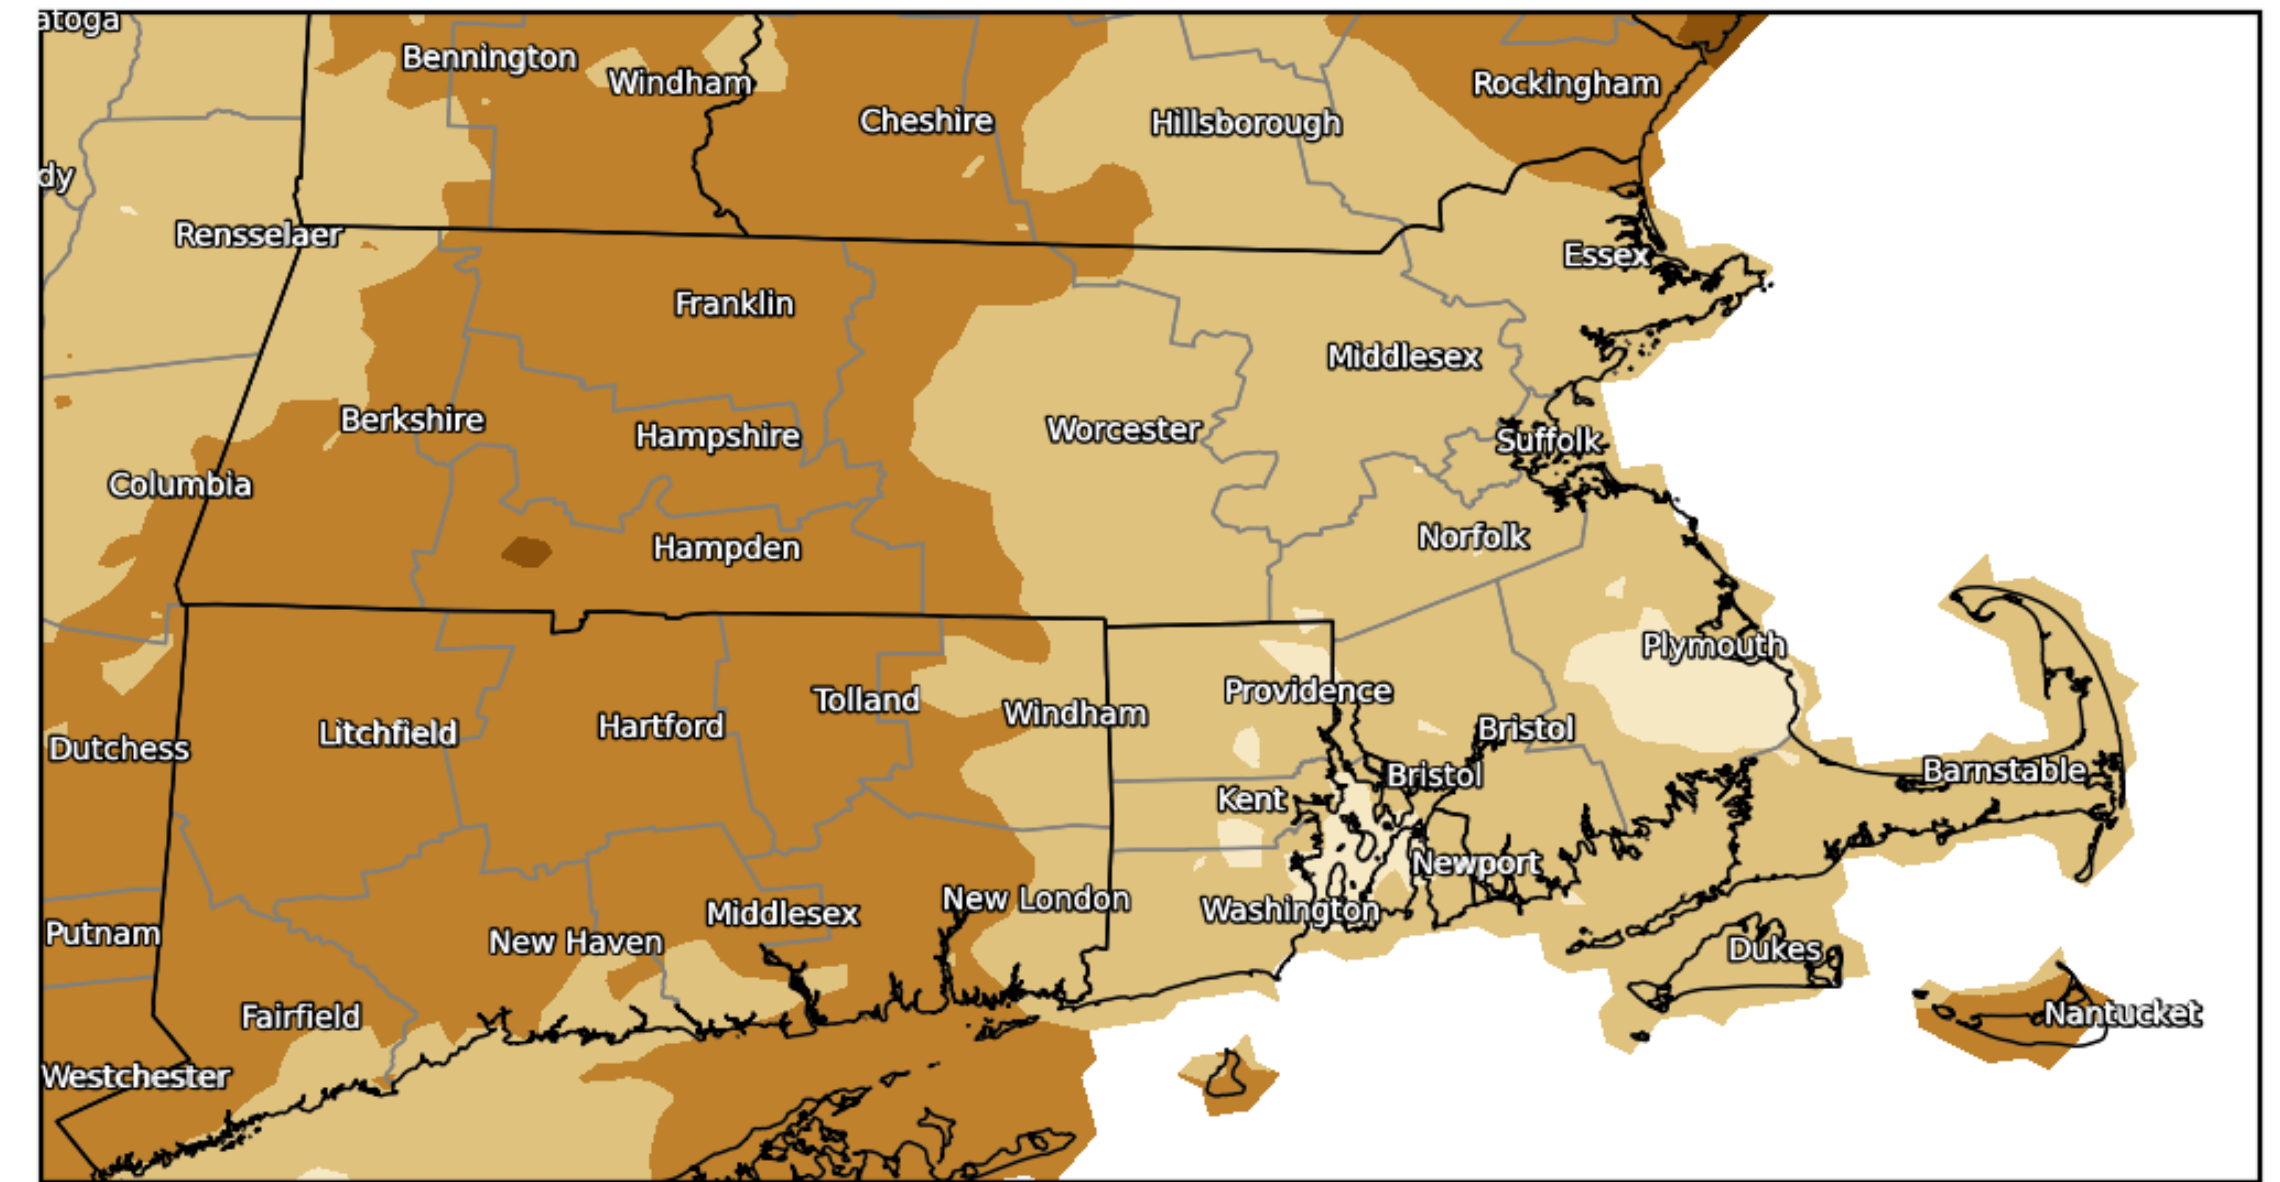 atoga
Bennington
Windham
Rockingham
Cheshire
Hillsborough
dy
Rensselaer
Essex
Franklin
Middlesex
Berkshire
Hampshire
Worcester
Suffolk
Columbia
Hampden
Norfolk
Plymouth
Providence
Tolland
Windham
Litchfield
Hartford
Bristol
Dutchess
Bristol
Barnstable
Kent
Newport
New London
Middlesex
Washington
Putnam
New Haven
Dukes
Fairfield
Nantucket
Westchester